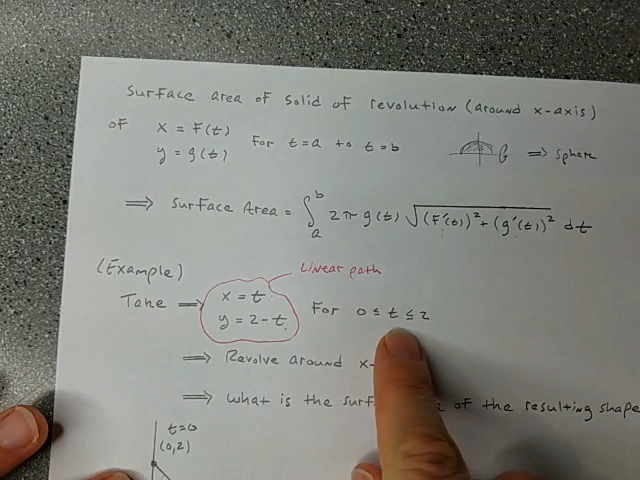 Surface area of solid of revolution (around x-axis)
of x = f(t)
y = g(t) for t=a to t=b ⟹ sphere
⟹ Surface Area = ∫ₐᵇ 2π g(t) √((f'(t))² + (g'(t))²) dt
(Example)
Linear path
Take ⟹ x = t
y = 2-t for 0 ≤ t ≤ 2
⟹ Revolve around x-
⟹ What is the of the resulting shape
t=0
(0,2)